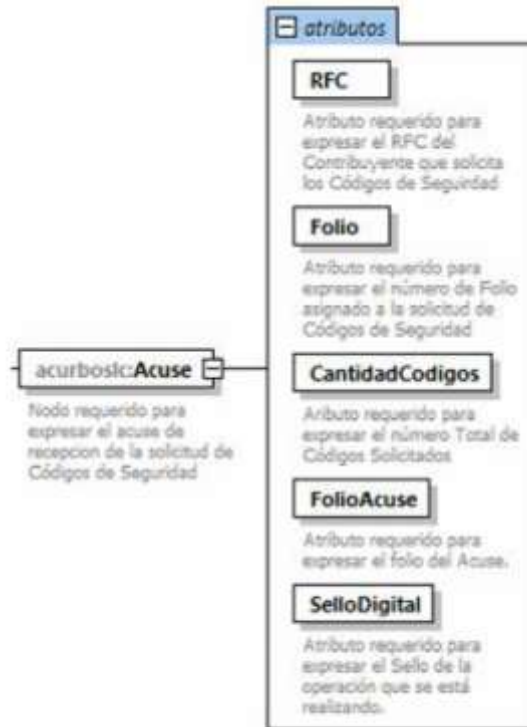 atributos
RFC
Atributo requerido para
expresar el RFC del
Contribuyente que solicita
los Códigos de Seguirdad
Folio
Atributo requerido para
expresar el número de Folio
asignado a la solicitud de
Códigos de Seguridad
acurboslc:Acuse
Nodo requerido para
expresar el acuse de
recepcion de la solicitud de
Códigos de Seguridad
CantidadCodigos
Aributo requerido para
expresar el número Total de
Códigos Solicitados
FolioAcuse
Atributo requerido para
expresar el folio del Acuse.
SelloDigital
Atributo requerido para
expresar el Sello de la
operación que se está
realizando.